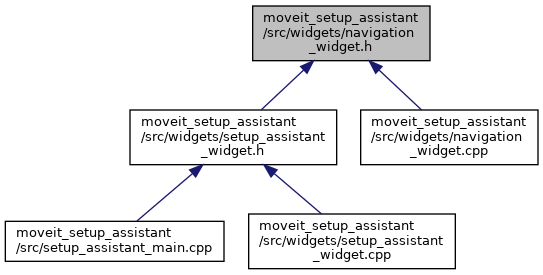 moveit_setup_assistant
/src/widgets/navigation
_widget.h
moveit_setup_assistant
/src/widgets/setup_assistant
_widget.h
moveit_setup_assistant
/src/widgets/navigation
_widget.cpp
moveit_setup_assistant
/src/setup_assistant_main.cpp
moveit_setup_assistant
/src/widgets/setup_assistant
_widget.cpp